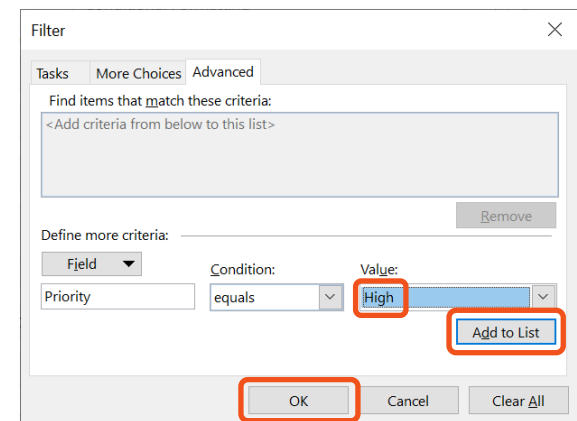 Filter
Tasks More Choices Advanced
Find items that match these criteria:
<Add criteria from below to this list>
Remove
Define more criteria:
Field
Condition:
Value:
Priority
equals
High
Add to List
OK
Cancel
Clear All